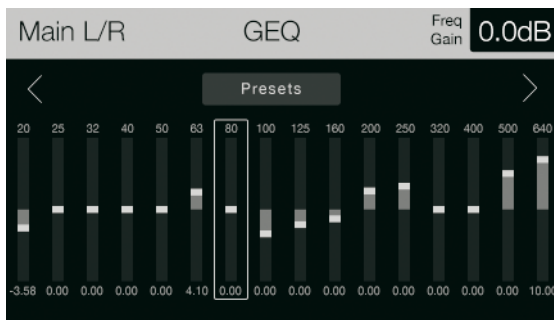 Main L/R GEQ Freq Gain 0.0dB
Presets
20 25 32 40 50 63 80 100 125 160 200 250 320 400 500 640
-3.58 0.00 0.00 0.00 0.00 4.10 0.00 0.00 0.00 0.00 0.00 0.00 0.00 0.00 0.00 10.00